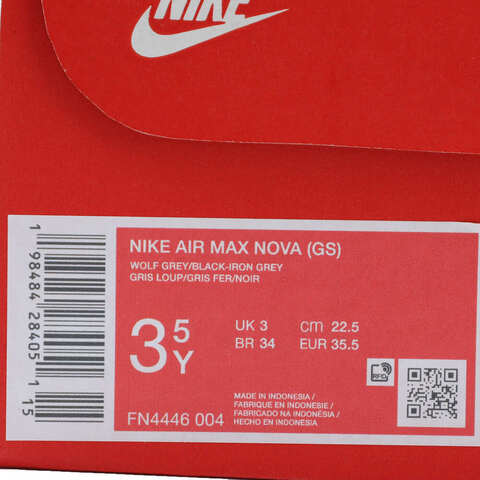 NIKE
NIKE AIR MAX NOVA (GS)
WOLF GREY/BLACK-IRON GREY
GRIS LOUP/GRIS FER/NOIR
3 5 Y
UK 3 cm 22.5
BR 34 EUR 35.5
RFID
MADE IN INDONESIA /
FABRIQUE EN INDONESIE /
FABRICADO NA INDONÉSIA /
HECHO EN INDONESIA
FN4446 004
1 98484 28405 1 15